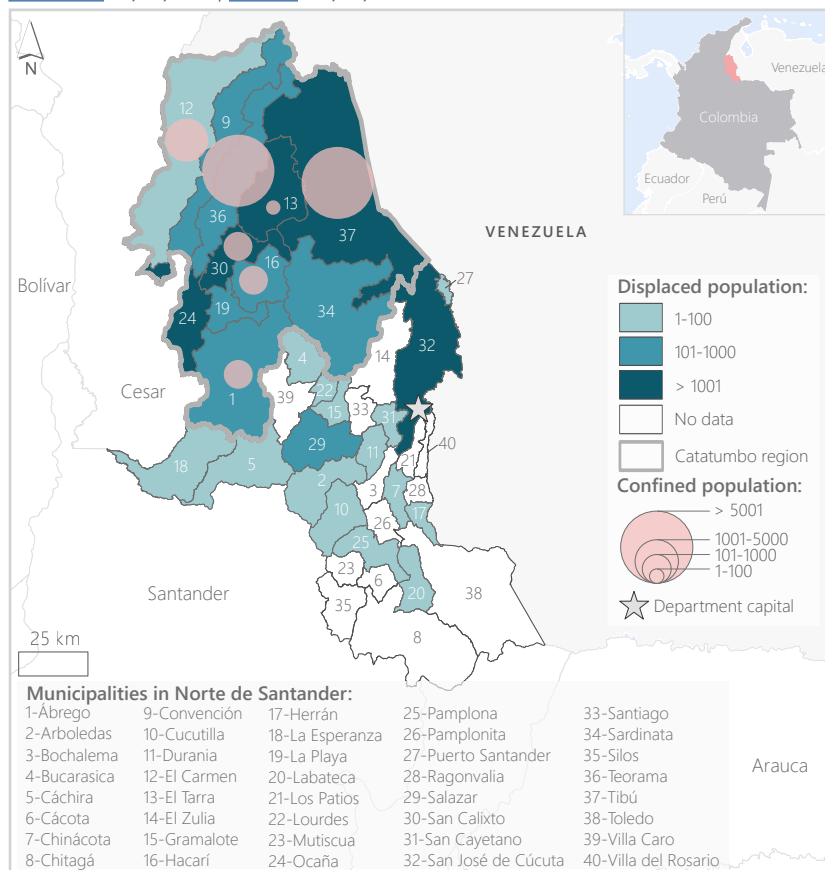 N
Venezuela
Colombia
Ecuador
Perú
VENEZUELA
Bolívar
Cesar
Santander
Arauca
12
9
13
36
37
16
30
27
19
34
24
32
14
4
1
39
22
33
15
31
40
29
11
21
18
5
2
3
7
28
10
17
26
25
23
6
20
38
35
8
Displaced population:
1-100
101-1000
> 1001
No data
Catatumbo region
Confined population:
> 5001
1001-5000
101-1000
1-100
Department capital
25 km
Municipalities in Norte de Santander:
1-Ábrego
2-Arboledas
3-Bochalema
4-Bucarasica
5-Cáchira
6-Cácota
7-Chinácota
8-Chitagá
9-Convención
10-Cucutilla
11-Durania
12-El Carmen
13-El Tarra
14-El Zulia
15-Gramalote
16-Hacarí
17-Herrán
18-La Esperanza
19-La Playa
20-Labateca
21-Los Patios
22-Lourdes
23-Mutiscua
24-Ocaña
25-Pamplona
26-Pamplonita
27-Puerto Santander
28-Ragonvalia
29-Salazar
30-San Calixto
31-San Cayetano
32-San José de Cúcuta
33-Santiago
34-Sardinata
35-Silos
36-Teorama
37-Tibú
38-Toledo
39-Villa Caro
40-Villa del Rosario